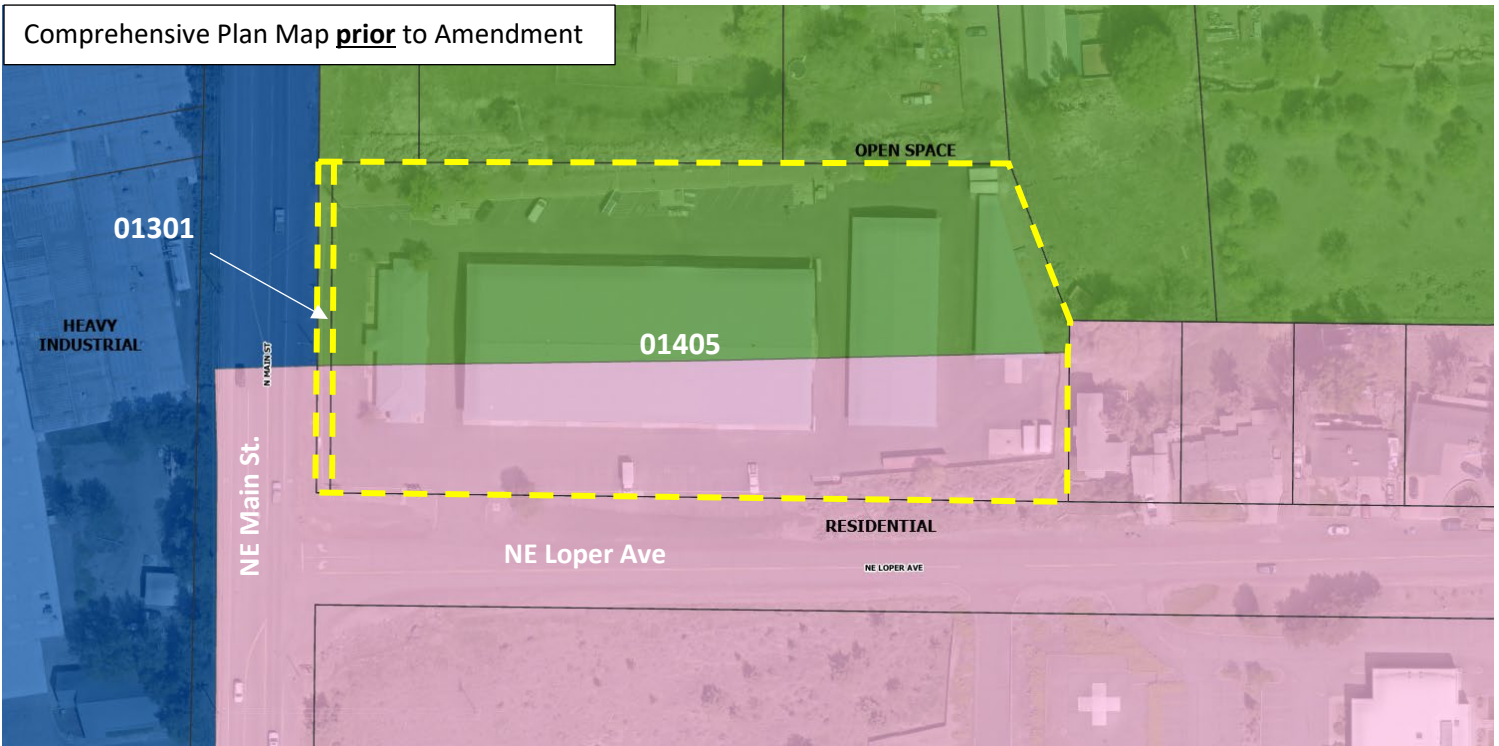 Comprehensive Plan Map prior to Amendment
OPEN SPACE
01301
HEAVY
INDUSTRIAL
01405
N MAIN ST
NE Main St.
RESIDENTIAL
NE Loper Ave
NE LOPER AVE